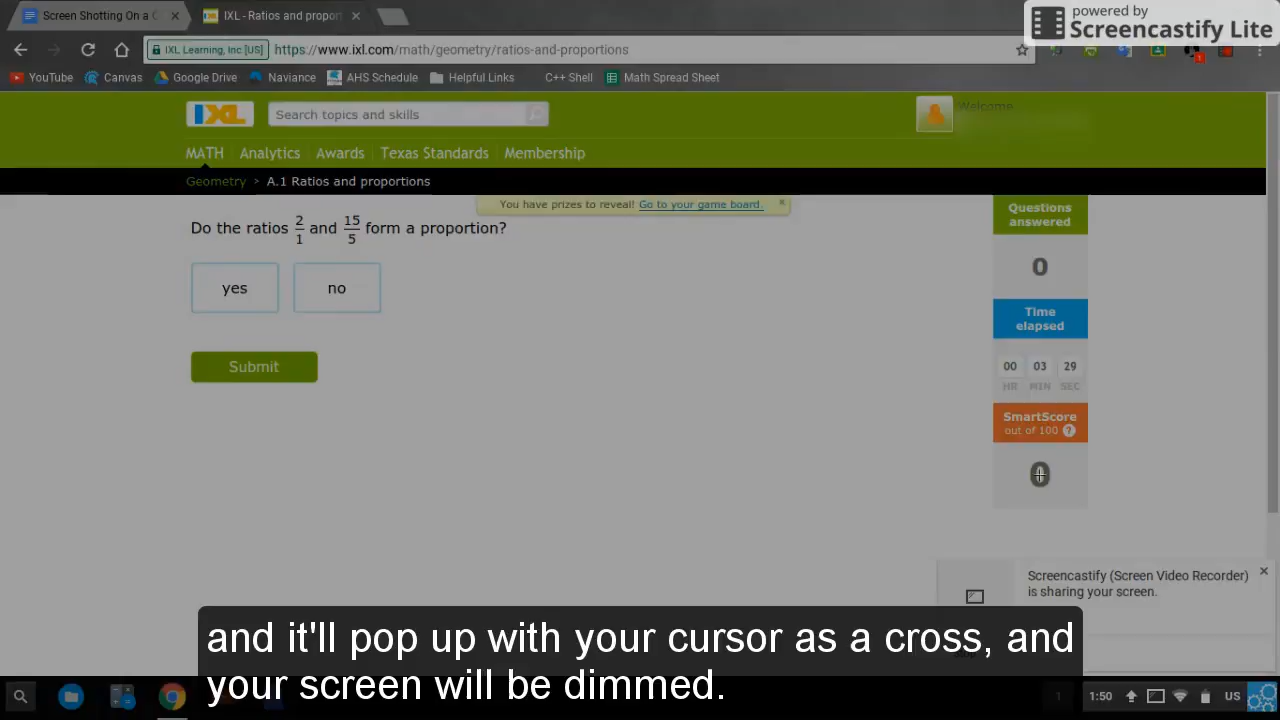 Screen Shotting On a C
IXL - Ratios and propor
powered by
Screencastify Lite
IXL Learning, Inc [US]
https://www.ixl.com/math/geometry/ratios-and-proportions
YouTube
Canvas
Google Drive
Naviance
AHS Schedule
Helpful Links
C++ Shell
Math Spread Sheet
IXL
Search topics and skills
Welcome
MATH
Analytics
Awards
Texas Standards
Membership
Geometry > A.1 Ratios and proportions
You have prizes to reveal! Go to your game board.
Do the ratios 2/1 and 15/5 form a proportion?
yes
no
Submit
Questions
answered
0
Time
elapsed
00 03 29
HR MIN SEC
SmartScore
out of 100 ?
0
Screencastify (Screen Video Recorder)
is sharing your screen.
and it'll pop up with your cursor as a cross, and
your screen will be dimmed.
1
1:50
US